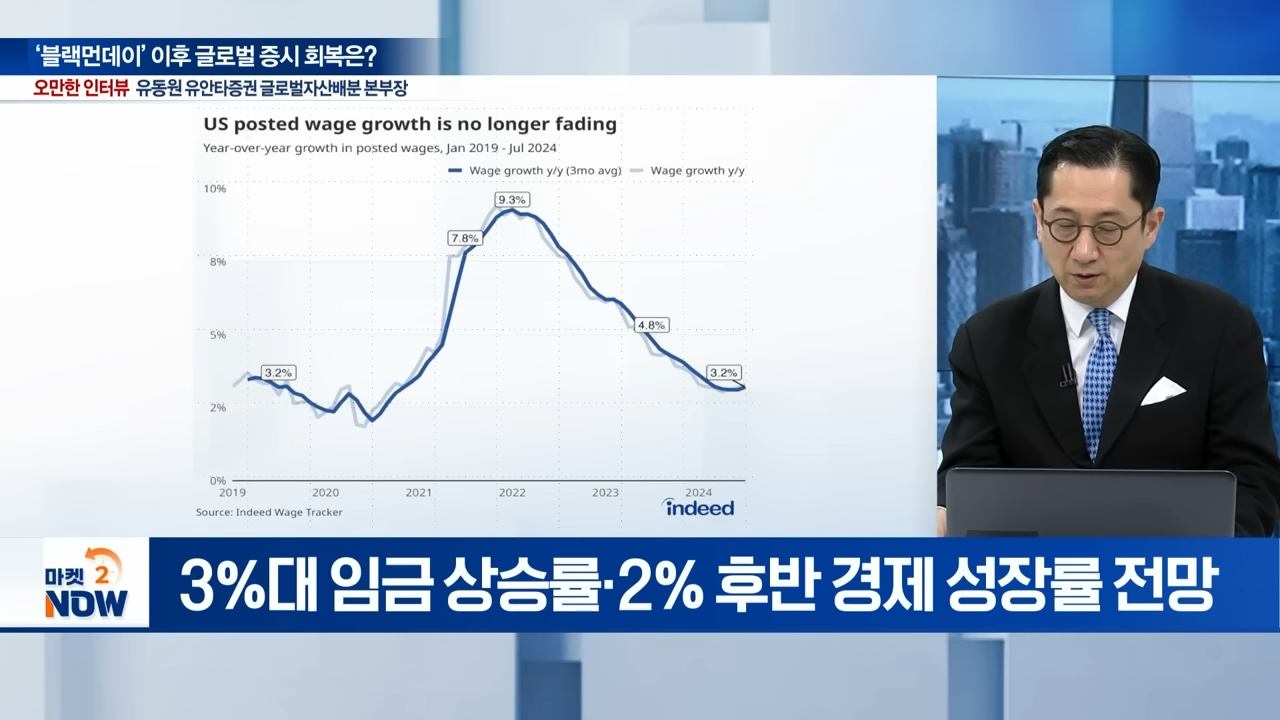 ‘블랙먼데이’ 이후 글로벌 증시 회복은?
오만한 인터뷰 유동원 유안타증권 글로벌자산배분 본부장
US posted wage growth is no longer fading
Year-over-year growth in posted wages, Jan 2019 - Jul 2024
Wage growth y/y (3mo avg) Wage growth y/y
10%
9.3%
7.8%
8%
5%
4.8%
3.2%
3.2%
2%
0%
2019 2020 2021 2022 2023 2024
Source: Indeed Wage Tracker
indeed
마켓 2
NOW
3%대 임금 상승률·2% 후반 경제 성장률 전망